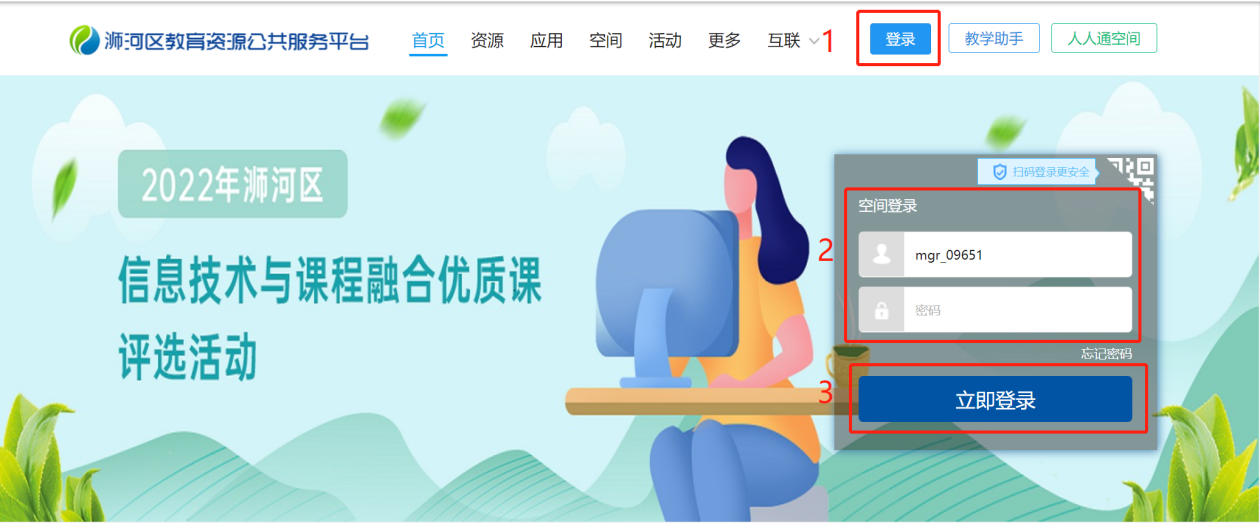 浉河区教育资源公共服务平台 首页 资源 应用 空间 活动 更多 互联 1 登录 教学助手 人人通空间
扫码登录更安全
2022年浉河区
空间登录
信息技术与课程融合优质课
2 mgr_09651
密码
评选活动
忘记密码
3 立即登录